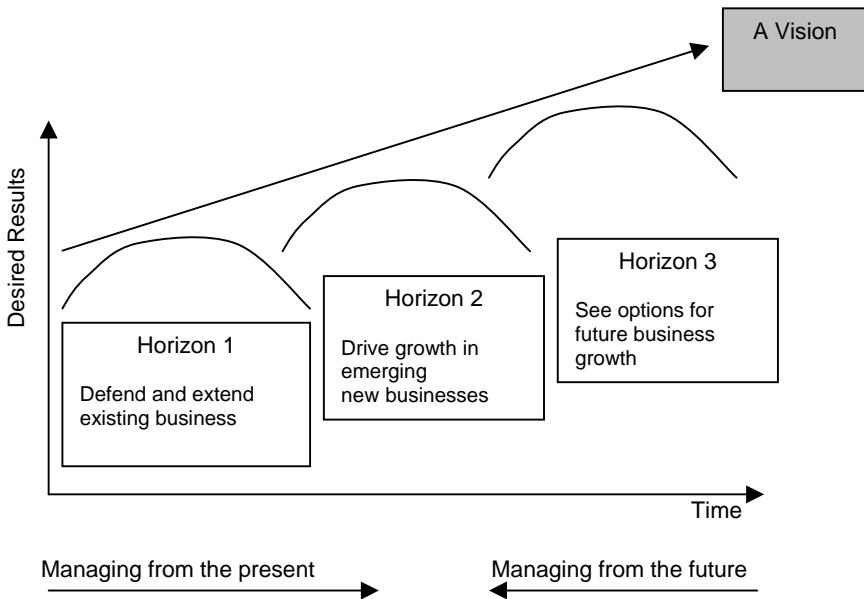 A Vision
Desired Results
Horizon 1
Defend and extend
existing business
Horizon 2
Drive growth in
emerging
new businesses
Horizon 3
See options for
future business
growth
Time
Managing from the present
Managing from the future